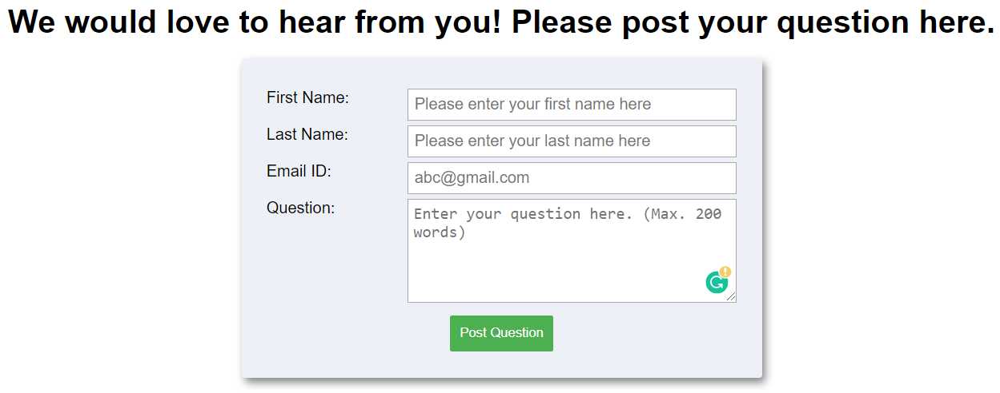 We would love to hear from you! Please post your question here.
First Name:
Please enter your first name here
Last Name:
Please enter your last name here
Email ID:
abc@gmail.com
Question:
Enter your question here. (Max. 200
words)
Post Question